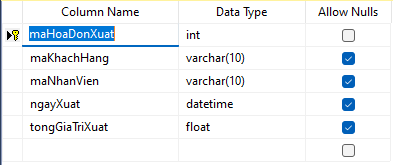 Column Name Data Type Allow Nulls
maHoaDonXuat int
maKhachHang varchar(10)
maNhanVien varchar(10)
ngayXuat datetime
tongGiaTriXuat float